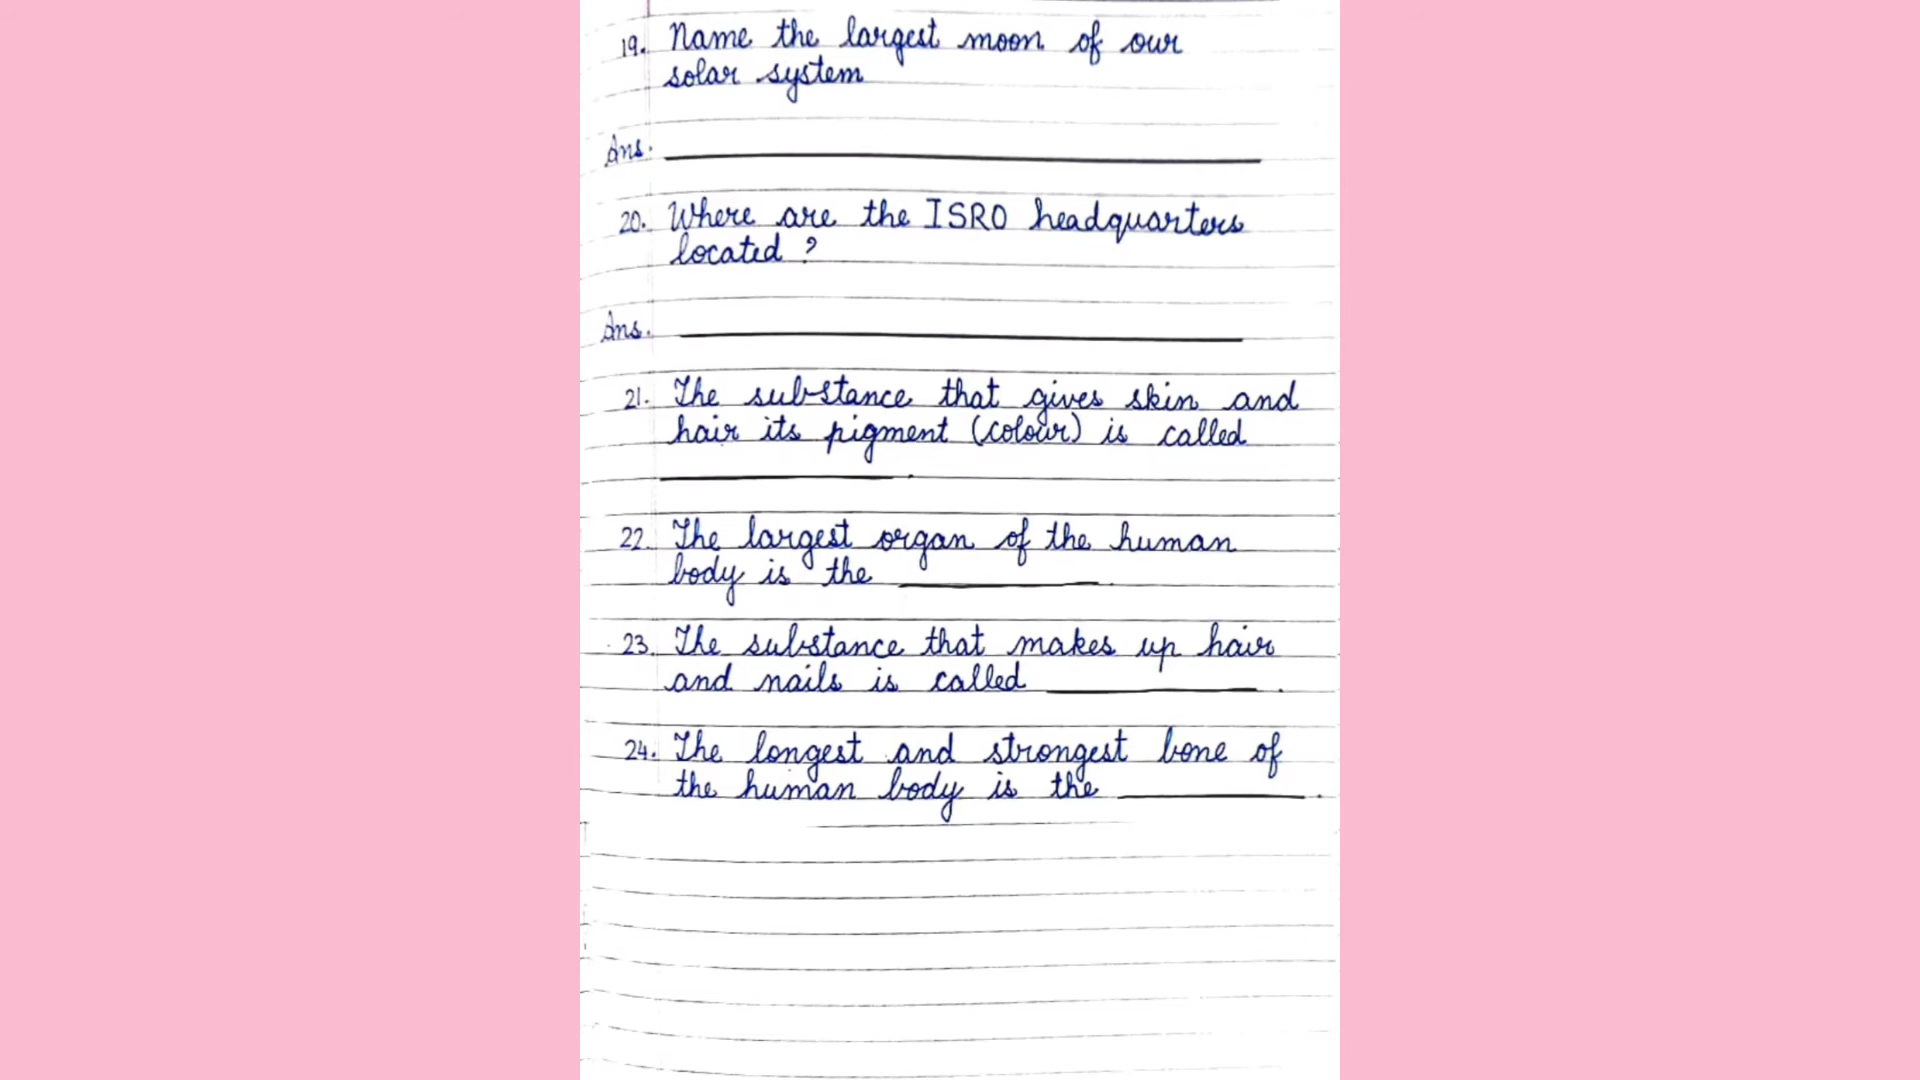 19. Name the largest moon of our
solar system
Ans.
20. Where are the ISRO headquarters
located ?
Ans.
21. The substance that gives skin and
hair its pigment (colour) is called
.
22. The largest organ of the human
body is the .
23. The substance that makes up hair
and nails is called .
24. The longest and strongest bone of
the human body is the .